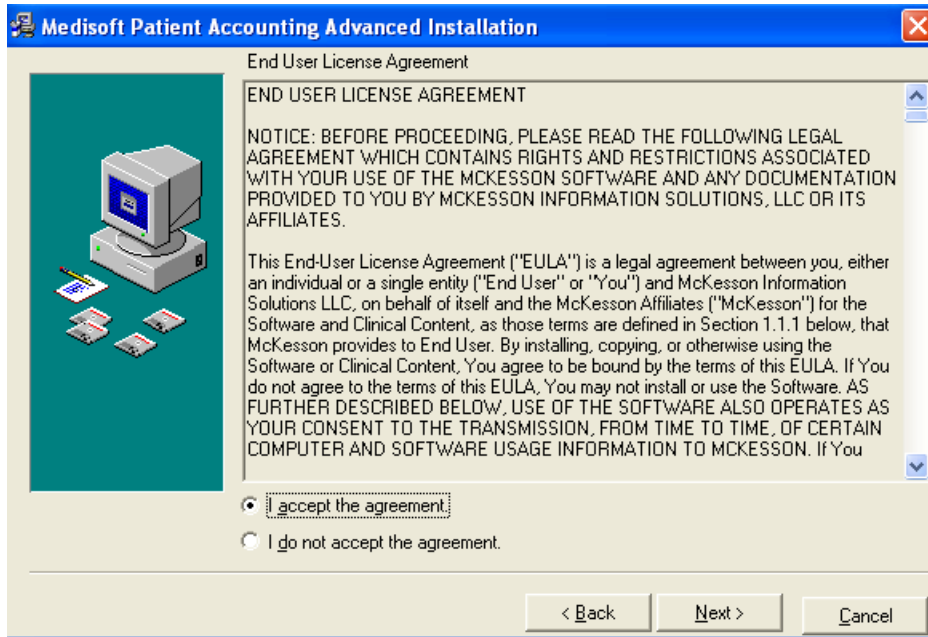 Medisoft Patient Accounting Advanced Installation
End User License Agreement
END USER LICENSE AGREEMENT
NOTICE: BEFORE PROCEEDING, PLEASE READ THE FOLLOWING LEGAL
AGREEMENT WHICH CONTAINS RIGHTS AND RESTRICTIONS ASSOCIATED
WITH YOUR USE OF THE MCKESSON SOFTWARE AND ANY DOCUMENTATION
PROVIDED TO YOU BY MCKESSON INFORMATION SOLUTIONS, LLC OR ITS
AFFILIATES.
This End-User License Agreement ("EULA") is a legal agreement between you, either
an individual or a single entity ("End User" or "You") and McKesson Information
Solutions LLC, on behalf of itself and the McKesson Affiliates ("McKesson") for the
Software and Clinical Content, as those terms are defined in Section 1.1.1 below, that
McKesson provides to End User. By installing, copying, or otherwise using the
Software or Clinical Content, You agree to be bound by the terms of this EULA. If You
do not agree to the terms of this EULA, You may not install or use the Software. AS
FURTHER DESCRIBED BELOW, USE OF THE SOFTWARE ALSO OPERATES AS
YOUR CONSENT TO THE TRANSMISSION, FROM TIME TO TIME, OF CERTAIN
COMPUTER AND SOFTWARE USAGE INFORMATION TO MCKESSON. If You
I accept the agreement.
I do not accept the agreement.
< Back
Next >
Cancel